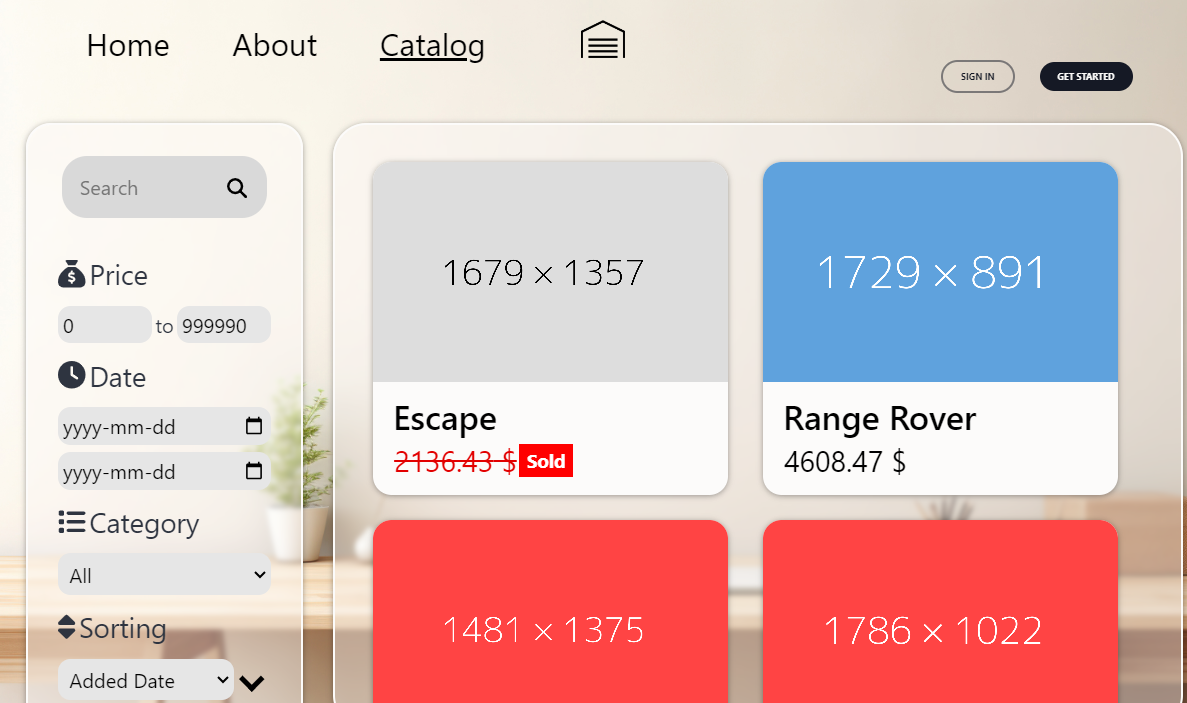 Home About Catalog
SIGN IN GET STARTED
Search
Price
0 to 999990
Date
yyyy-mm-dd
yyyy-mm-dd
Category
All
Sorting
Added Date
1679 × 1357
Escape
2136.43 $ Sold
1729 × 891
Range Rover
4608.47 $
1481 × 1375
1786 × 1022